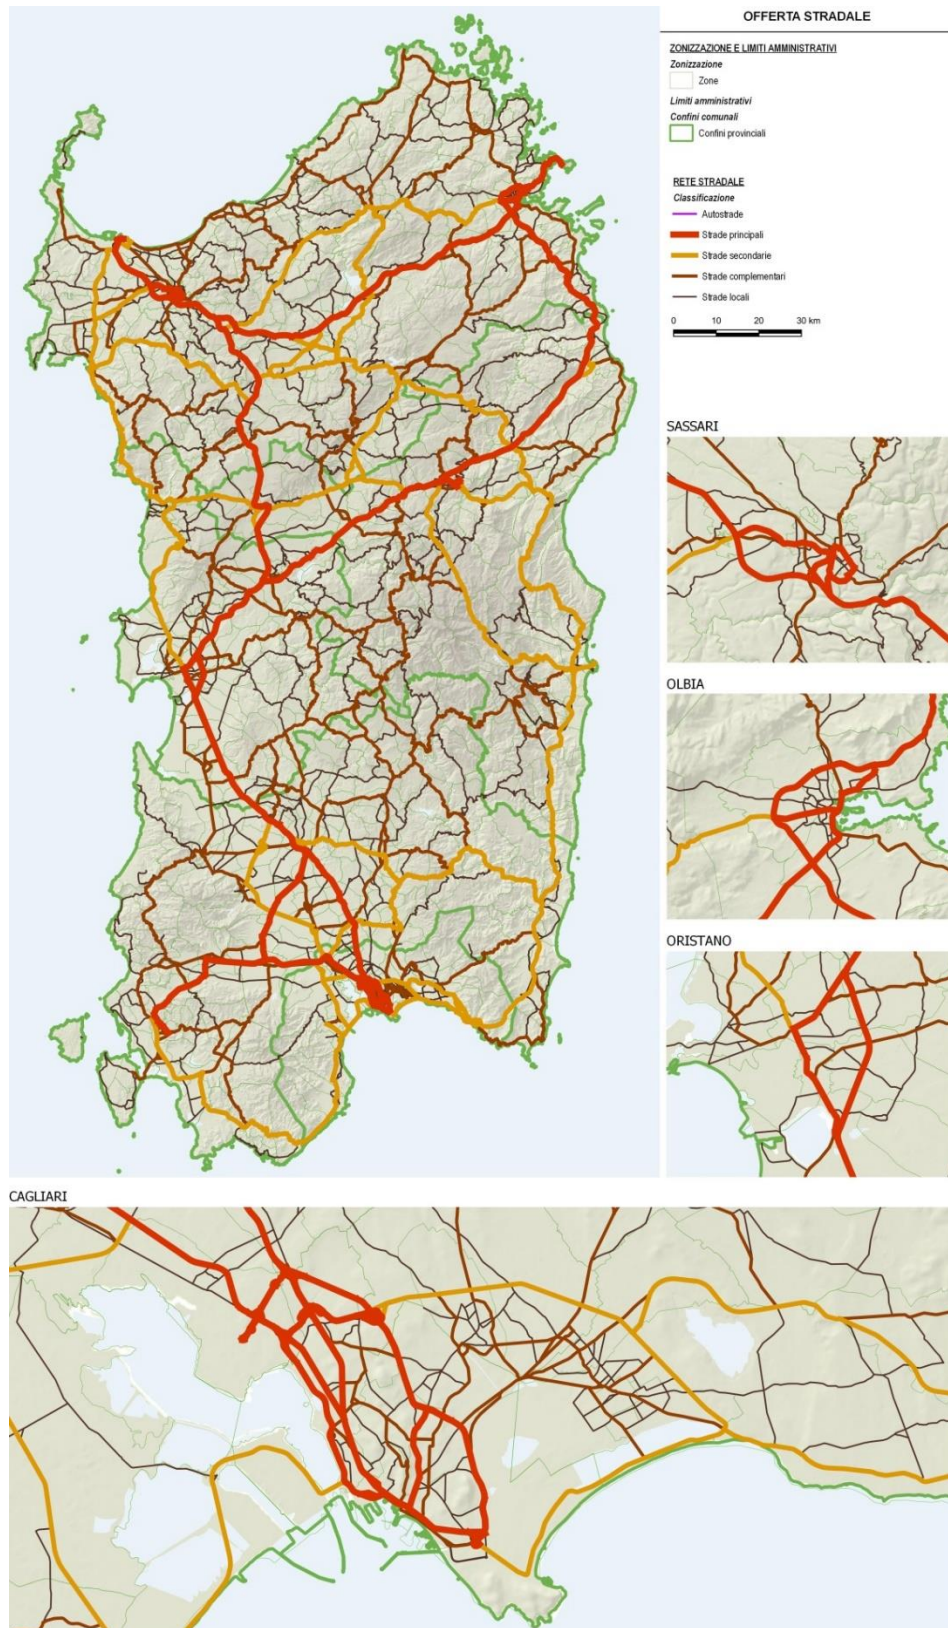 OFFERTA STRADALE
ZONIZZAZIONE E LIMITI AMMINISTRATIVI
Zonizzazione
Zone
Limiti amministrativi
Confini comunali
Confini provinciali
RETE STRADALE
Classificazione
Autostrade
Strade principali
Strade secondarie
Strade complementari
Strade locali
0 10 20 30 km
SASSARI
OLBIA
ORISTANO
CAGLIARI